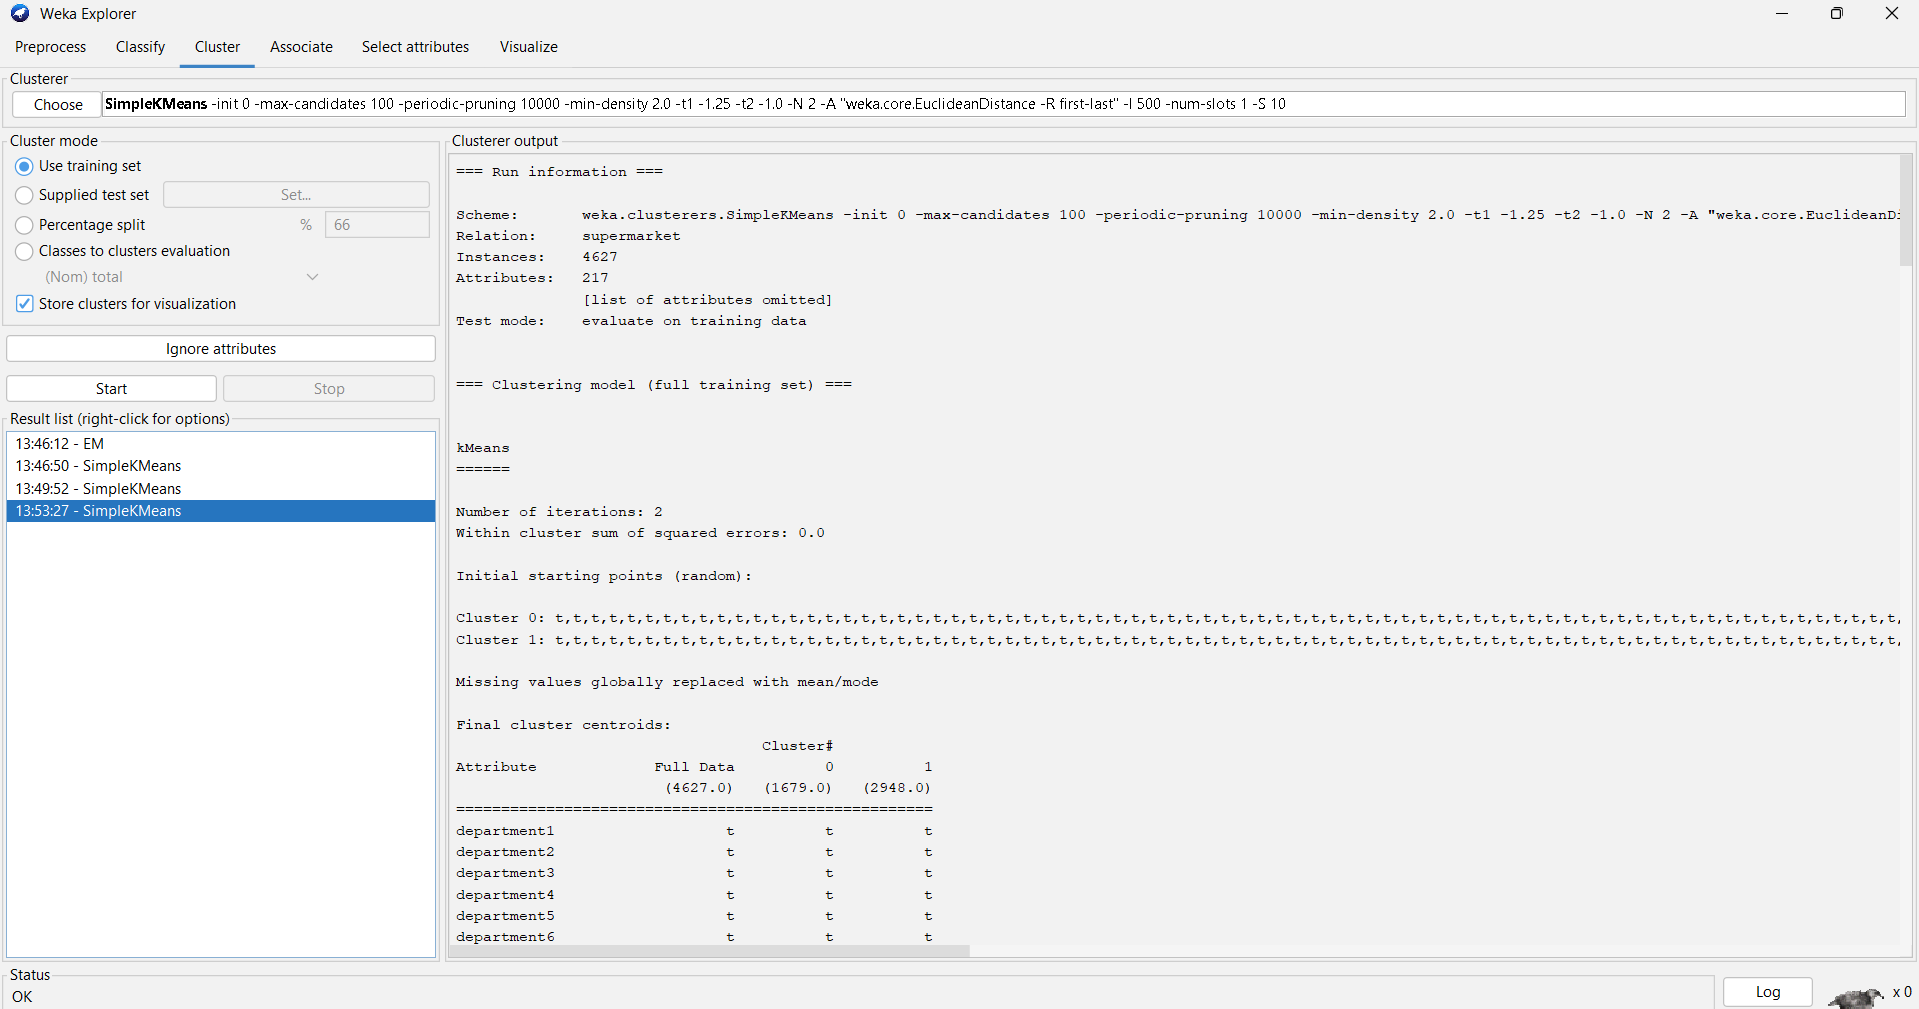 Weka Explorer
Preprocess Classify Cluster Associate Select attributes Visualize
Clusterer
Choose SimpleKMeans -init 0 -max-candidates 100 -periodic-pruning 10000 -min-density 2.0 -t1 -1.25 -t2 -1.0 -N 2 -A "weka.core.EuclideanDistance -R first-last" -I 500 -num-slots 1 -S 10
Cluster mode
Use training set
Supplied test set Set...
Percentage split % 66
Classes to clusters evaluation
(Nom) total
Store clusters for visualization
Ignore attributes
Start Stop
Result list (right-click for options)
13:46:12 - EM
13:46:50 - SimpleKMeans
13:49:52 - SimpleKMeans
13:53:27 - SimpleKMeans
Clusterer output
=== Run information ===
Scheme: weka.clusterers.SimpleKMeans -init 0 -max-candidates 100 -periodic-pruning 10000 -min-density 2.0 -t1 -1.25 -t2 -1.0 -N 2 -A "weka.core.EuclideanDi
Relation: supermarket
Instances: 4627
Attributes: 217
[list of attributes omitted]
Test mode: evaluate on training data
=== Clustering model (full training set) ===
kMeans
======
Number of iterations: 2
Within cluster sum of squared errors: 0.0
Initial starting points (random):
Cluster 0: t,t,t,t,t,t,t,t,t,t,t,t,t,t,t,t,t,t,t,t,t,t,t,t,t,t,t,t,t,t,t,t,t,t,t,t,t,t,t,t,t,t,t,t,t,t,t,t,t,t,t,t,t,t,t,t,t,t,t,t,t,t,t,t,t,t,t,t,t,t,t,t,t,t,t,
Cluster 1: t,t,t,t,t,t,t,t,t,t,t,t,t,t,t,t,t,t,t,t,t,t,t,t,t,t,t,t,t,t,t,t,t,t,t,t,t,t,t,t,t,t,t,t,t,t,t,t,t,t,t,t,t,t,t,t,t,t,t,t,t,t,t,t,t,t,t,t,t,t,t,t,t,t,t,
Missing values globally replaced with mean/mode
Final cluster centroids:
Cluster#
Attribute Full Data 0 1
(4627.0) (1679.0) (2948.0)
=====================================================
department1 t t t
department2 t t t
department3 t t t
department4 t t t
department5 t t t
department6 t t t
Status
OK
Log x 0